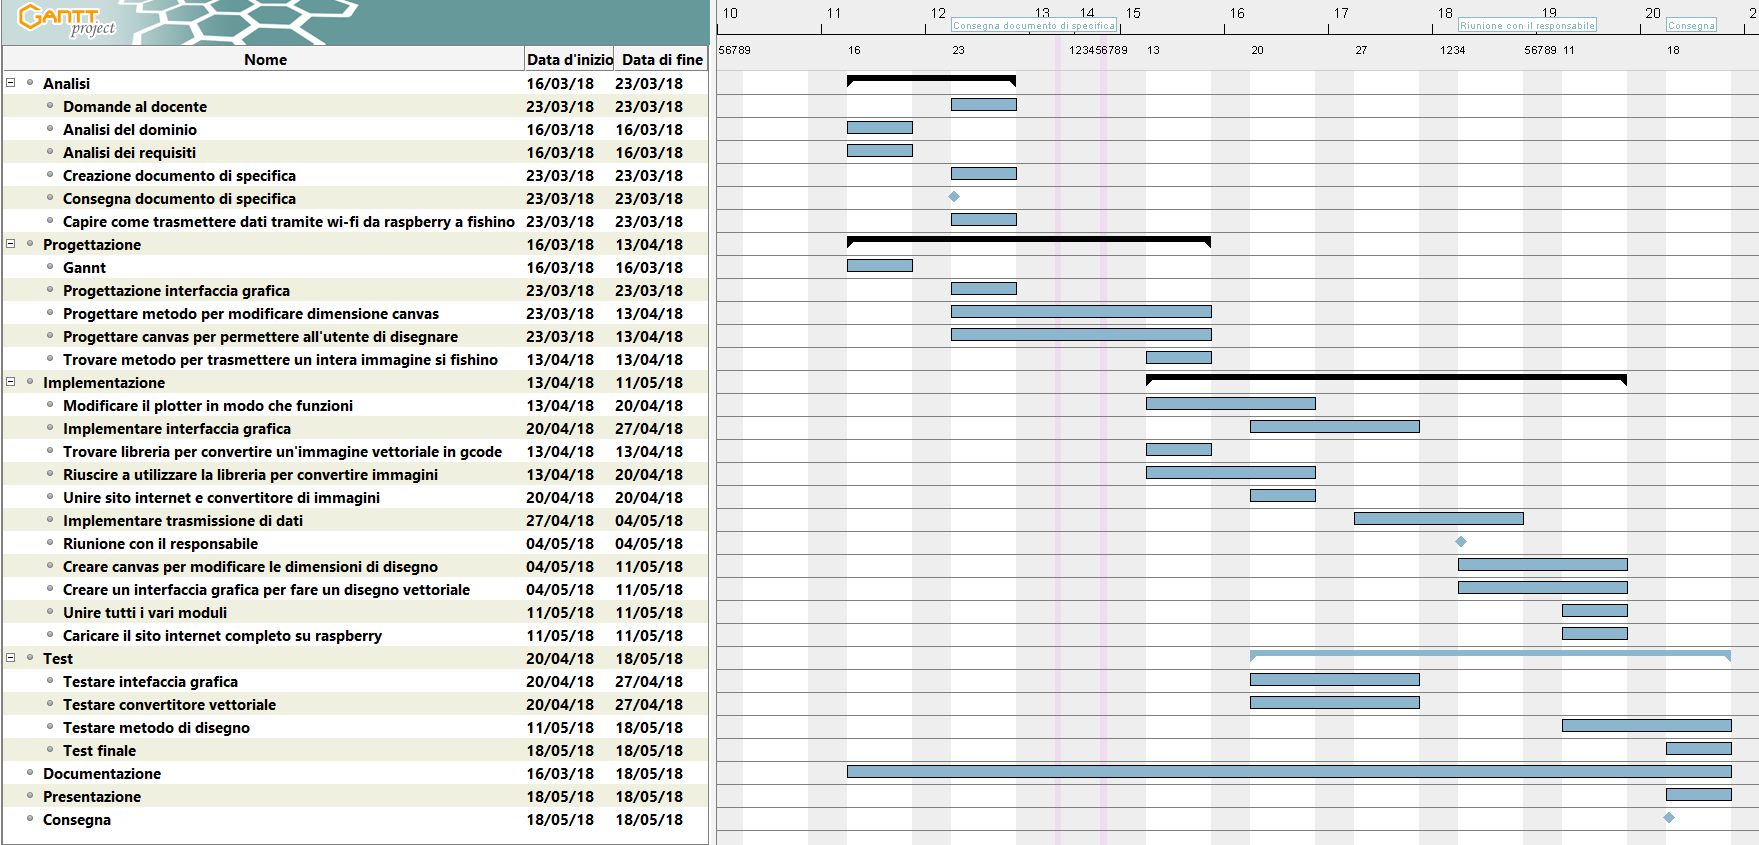 GANTT
project
10 11 12 13 14 15 16 17 18 19 20 2
Consegna documento di specifica Riunione con il responsabile Consegna
56789 16 23 123456789 13 20 27 1234 56789 11 18
Nome Data d'inizio Data di fine
Analisi 16/03/18 23/03/18
Domande al docente 23/03/18 23/03/18
Analisi del dominio 16/03/18 16/03/18
Analisi dei requisiti 16/03/18 16/03/18
Creazione documento di specifica 23/03/18 23/03/18
Consegna documento di specifica 23/03/18 23/03/18
Capire come trasmettere dati tramite wi-fi da raspberry a fishino 23/03/18 23/03/18
Progettazione 16/03/18 13/04/18
Gannt 16/03/18 16/03/18
Progettazione interfaccia grafica 23/03/18 23/03/18
Progettare metodo per modificare dimensione canvas 23/03/18 13/04/18
Progettare canvas per permettere all'utente di disegnare 23/03/18 13/04/18
Trovare metodo per trasmettere un intera immagine si fishino 13/04/18 13/04/18
Implementazione 13/04/18 11/05/18
Modificare il plotter in modo che funzioni 13/04/18 20/04/18
Implementare interfaccia grafica 20/04/18 27/04/18
Trovare libreria per convertire un'immagine vettoriale in gcode 13/04/18 13/04/18
Riuscire a utilizzare la libreria per convertire immagini 13/04/18 20/04/18
Unire sito internet e convertitore di immagini 20/04/18 20/04/18
Implementare trasmissione di dati 27/04/18 04/05/18
Riunione con il responsabile 04/05/18 04/05/18
Creare canvas per modificare le dimensioni di disegno 04/05/18 11/05/18
Creare un interfaccia grafica per fare un disegno vettoriale 04/05/18 11/05/18
Unire tutti i vari moduli 11/05/18 11/05/18
Caricare il sito internet completo su raspberry 11/05/18 11/05/18
Test 20/04/18 18/05/18
Testare intefaccia grafica 20/04/18 27/04/18
Testare convertitore vettoriale 20/04/18 27/04/18
Testare metodo di disegno 11/05/18 18/05/18
Test finale 18/05/18 18/05/18
Documentazione 16/03/18 18/05/18
Presentazione 18/05/18 18/05/18
Consegna 18/05/18 18/05/18